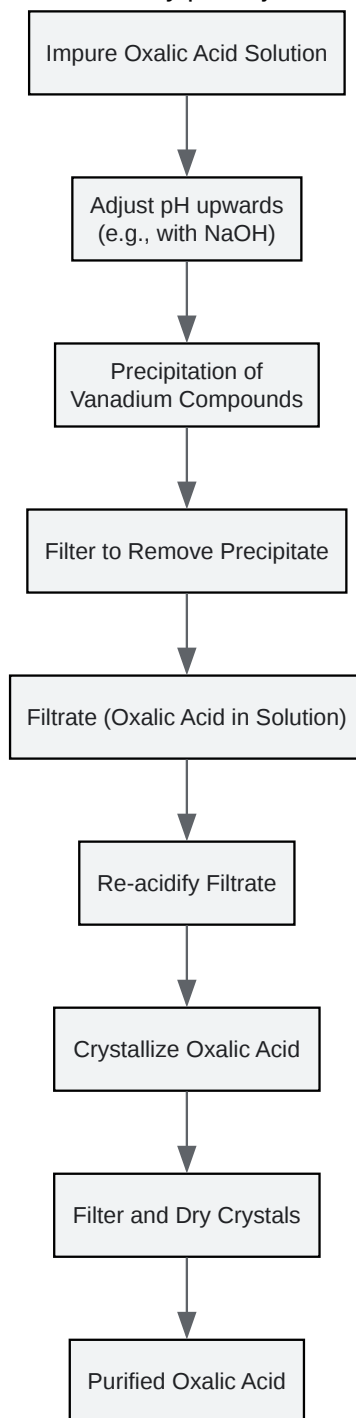 Impure Oxalic Acid Solution
Adjust pH upwards
(e.g., with NaOH)
Precipitation of
Vanadium Compounds
Filter to Remove Precipitate
Filtrate (Oxalic Acid in Solution)
Re-acidify Filtrate
Crystallize Oxalic Acid
Filter and Dry Crystals
Purified Oxalic Acid